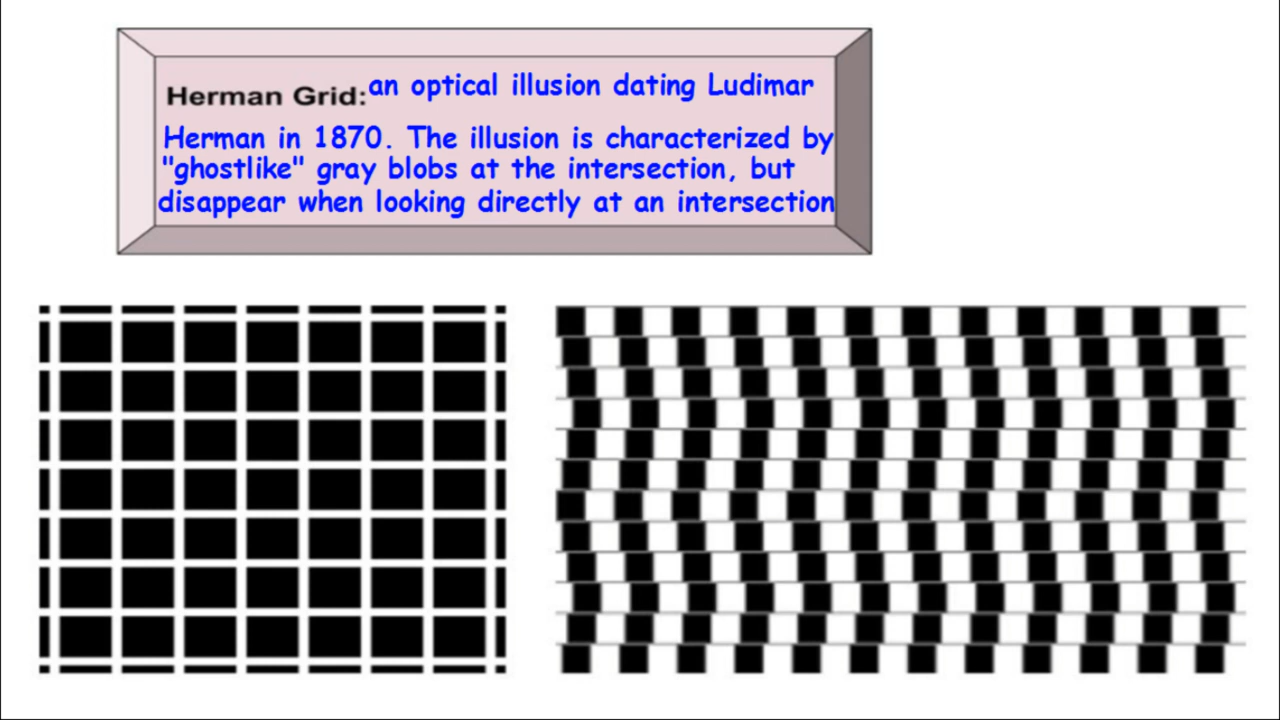 Herman Grid: an optical illusion dating Ludimar
Herman in 1870. The illusion is characterized by
"ghostlike" gray blobs at the intersection, but
disappear when looking directly at an intersection